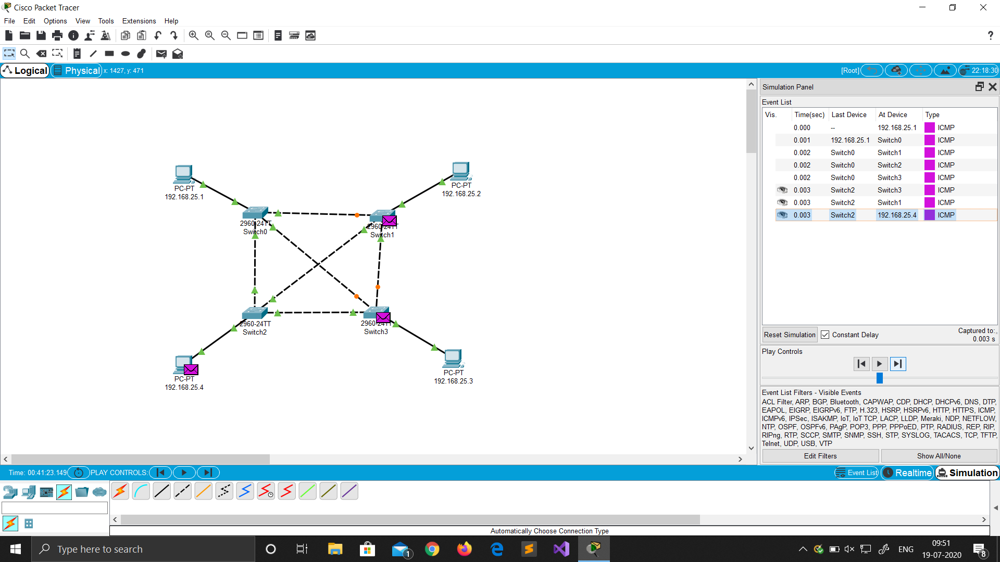 Cisco Packet Tracer
File Edit Options View Tools Extensions Help
Logical Physical x: 1427, y: 471 [Root] 22:18:30
Simulation Panel
Event List
Vis. Time(sec) Last Device At Device Type
0.000 -- 192.168.25.1 ICMP
0.001 192.168.25.1 Switch0 ICMP
0.002 Switch0 Switch1 ICMP
0.002 Switch0 Switch2 ICMP
0.002 Switch0 Switch3 ICMP
0.003 Switch2 Switch3 ICMP
0.003 Switch2 Switch1 ICMP
0.003 Switch2 192.168.25.4 ICMP
PC-PT
192.168.25.1
PC-PT
192.168.25.2
2960-24TT
Switch0
2960-24TT
Switch1
2960-24TT
Switch2
2960-24TT
Switch3
PC-PT
192.168.25.4
PC-PT
192.168.25.3
Reset Simulation Constant Delay Captured to:
0.003 s
Play Controls
Event List Filters - Visible Events
ACL Filter, ARP, BGP, Bluetooth, CAPWAP, CDP, DHCP, DHCPv6, DNS, DTP,
EAPOL, EIGRP, EIGRPv6, FTP, H.323, HSRP, HSRPv6, HTTP, HTTPS, ICMP,
ICMPv6, IPSec, ISAKMP, IoT, IoT TCP, LACP, LLDP, Meraki, NDP, NETFLOW,
NTP, OSPF, OSPFv6, PAgP, POP3, PPP, PPPoED, PTP, RADIUS, REP, RIP,
RIPng, RTP, SCCP, SMTP, SNMP, SSH, STP, SYSLOG, TACACS, TCP, TFTP,
Telnet, UDP, USB, VTP
Edit Filters Show All/None
Time: 00:41:23.149 PLAY CONTROLS: Event List Realtime Simulation
Automatically Choose Connection Type
Type here to search
1
ENG
09:51
19-07-2020
8